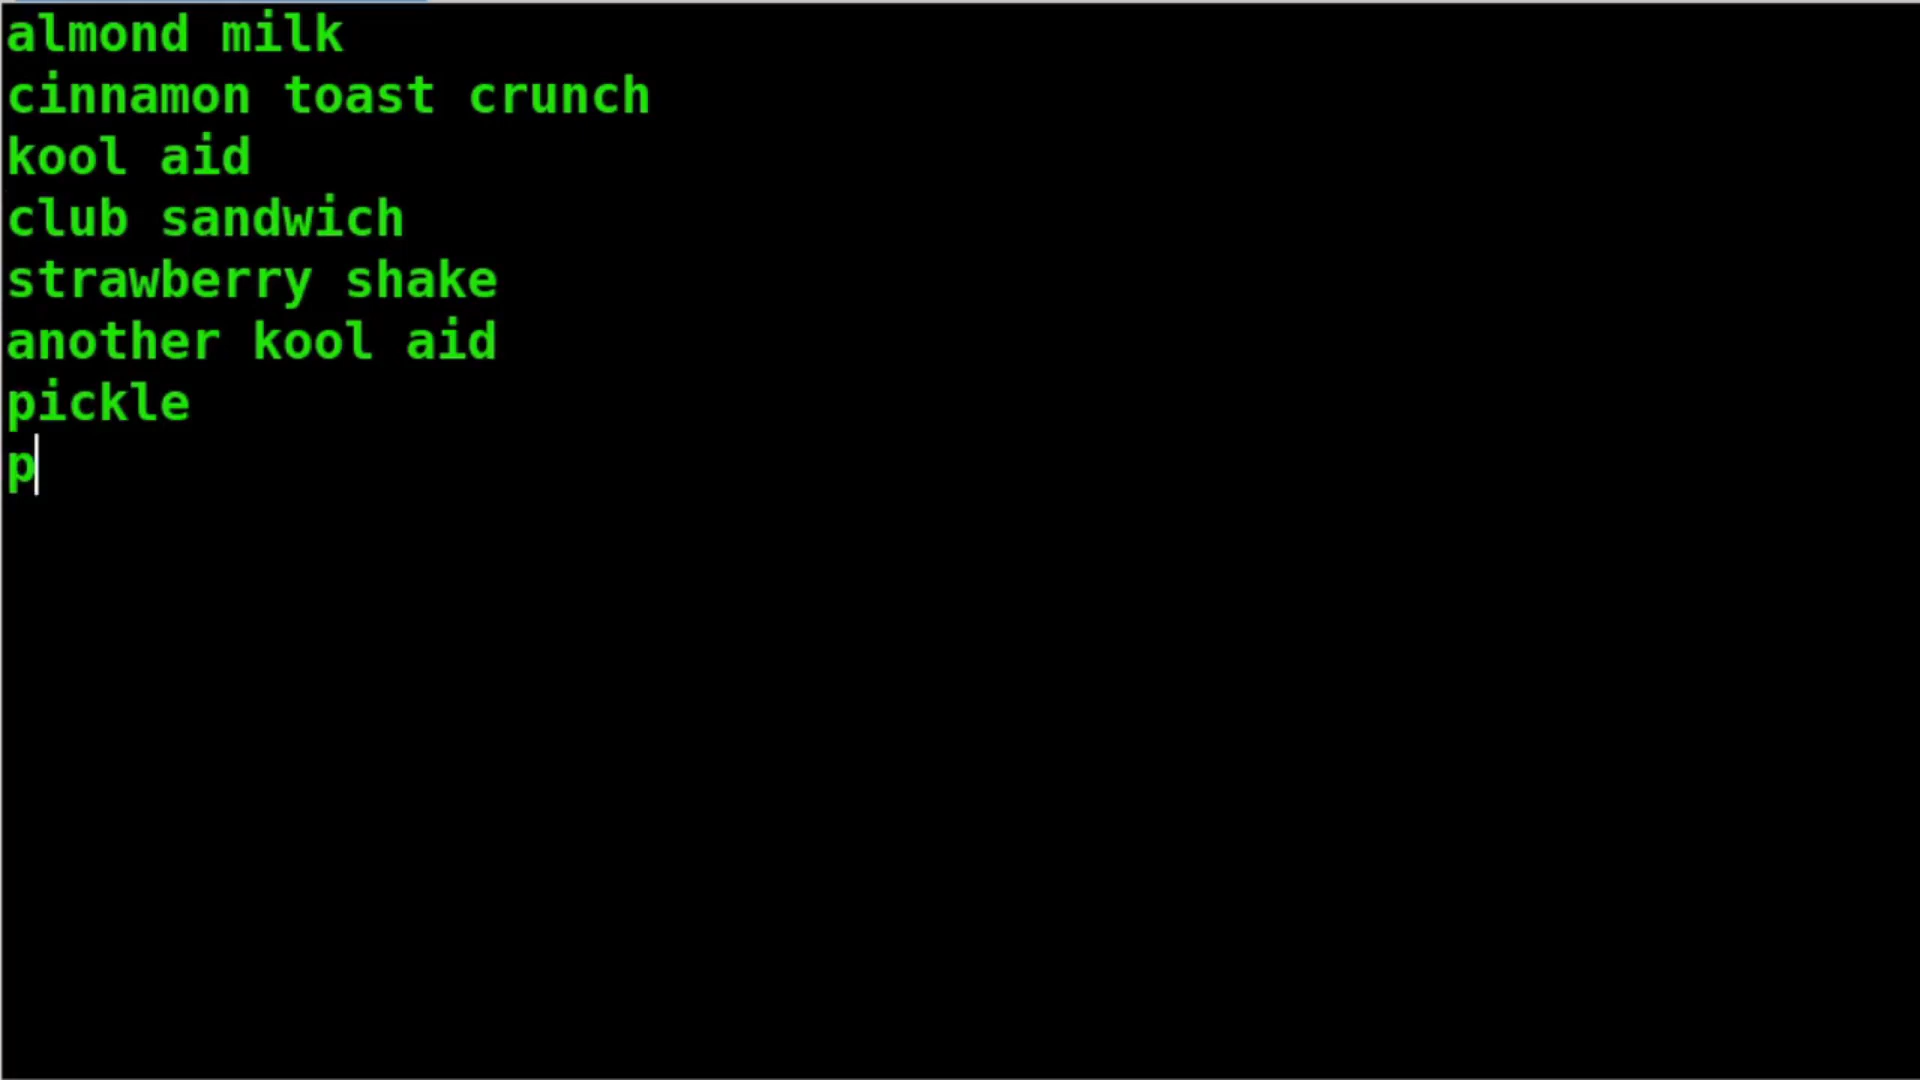 almond milk
cinnamon toast crunch
kool aid
club sandwich
strawberry shake
another kool aid
pickle
p